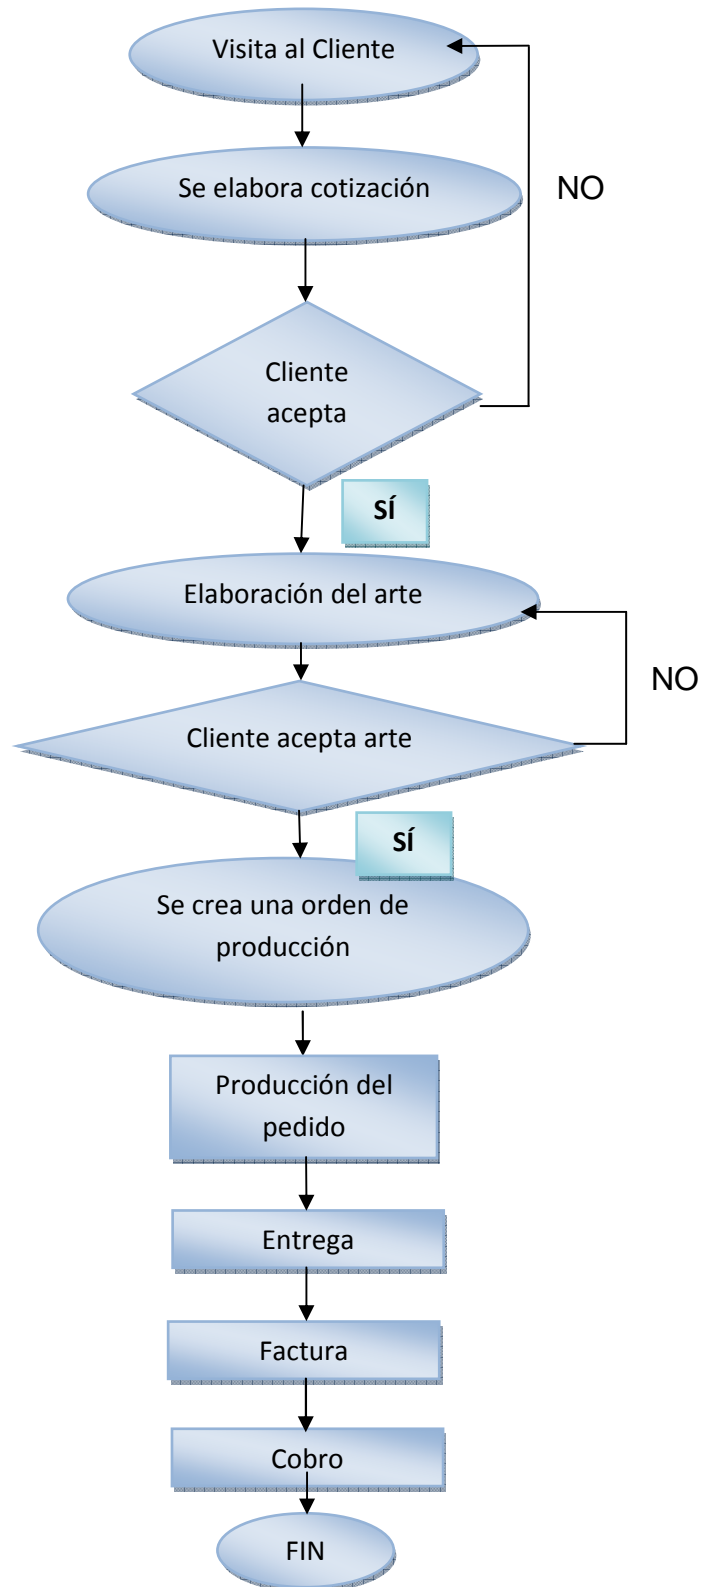 Visita al Cliente
Se elabora cotización
NO
Cliente
acepta
SÍ
Elaboración del arte
NO
Cliente acepta arte
SÍ
Se crea una orden de
producción
Producción del
pedido
Entrega
Factura
Cobro
FIN